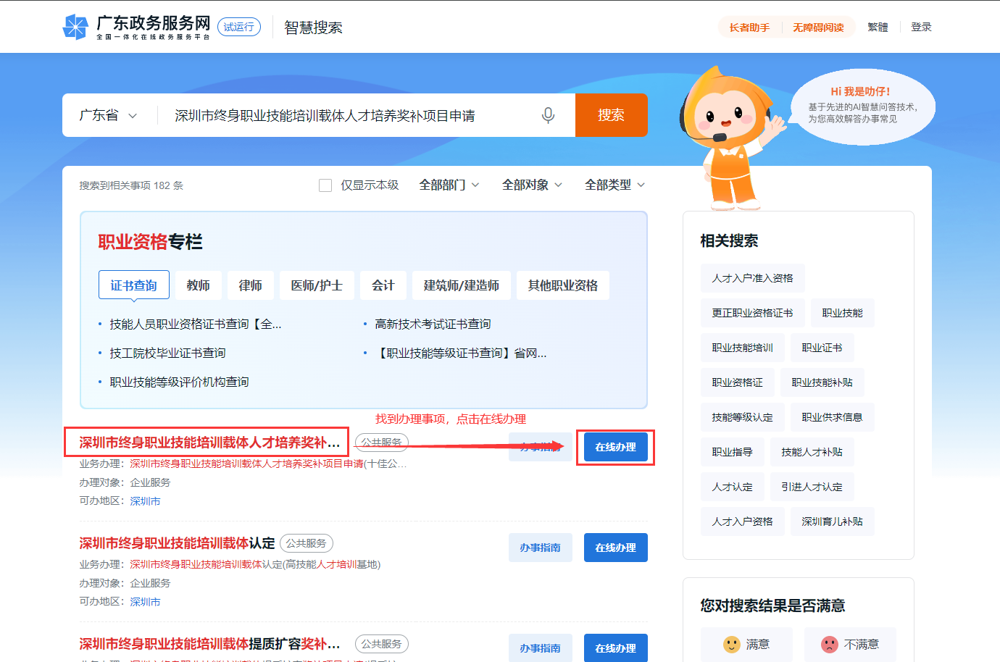 广东政务服务网
全国一体化在线政务服务平台
试运行
智慧搜索
长者助手
无障碍阅读
繁體
登录
广东省
深圳市终身职业技能培训载体人才培养奖补项目申请
搜索
Hi 我是叻仔！
基于先进的AI智慧问答技术，
为您高效解答办事常见
搜索到相关事项 182 条
仅显示本级
全部部门
全部对象
全部类型
职业资格专栏
证书查询
教师
律师
医师/护士
会计
建筑师/建造师
其他职业资格
技能人员职业资格证书查询【全...
高新技术考试证书查询
技工院校毕业证书查询
【职业技能等级证书查询】省网...
职业技能等级评价机构查询
找到办理事项，点击在线办理
深圳市终身职业技能培训载体人才培养奖补...
公共服务
办事指南
在线办理
业务办理：深圳市终身职业技能培训载体人才培养奖补项目申请(十佳公...
办理对象：企业服务
可办地区：深圳市
深圳市终身职业技能培训载体认定
公共服务
办事指南
在线办理
业务办理：深圳市终身职业技能培训载体认定(高技能人才培训基地)
办理对象：企业服务
可办地区：深圳市
深圳市终身职业技能培训载体提质扩容奖补...
公共服务
办事指南
在线办理
相关搜索
人才入户准入资格
更正职业资格证书
职业技能
职业技能培训
职业证书
职业资格证
职业技能补贴
技能等级认定
职业供求信息
职业指导
技能人才补贴
人才认定
引进人才认定
人才入户资格
深圳育儿补贴
您对搜索结果是否满意
满意
不满意